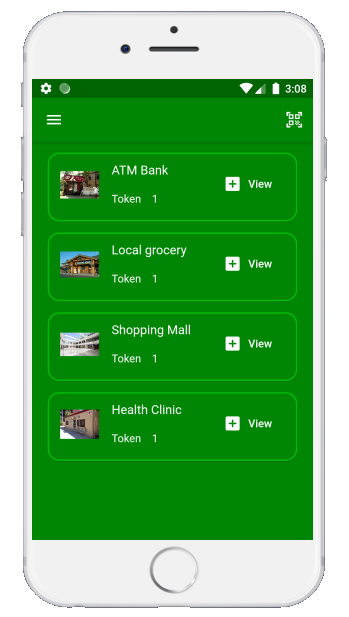 3:08
ATM Bank
View
Token 1
Local grocery
View
Token 1
Shopping Mall
View
Token 1
Health Clinic
View
Token 1